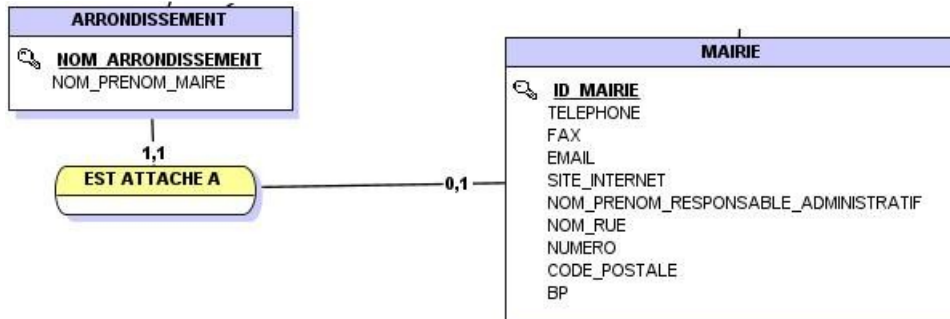 ARRONDISSEMENT
NOM_ARRONDISSEMENT
NOM_PRENOM_MAIRE
1,1
EST ATTACHE A
0,1
MAIRIE
ID_MAIRIE
TELEPHONE
FAX
EMAIL
SITE_INTERNET
NOM_PRENOM_RESPONSABLE_ADMINISTRATIF
NOM_RUE
NUMERO
CODE_POSTALE
BP